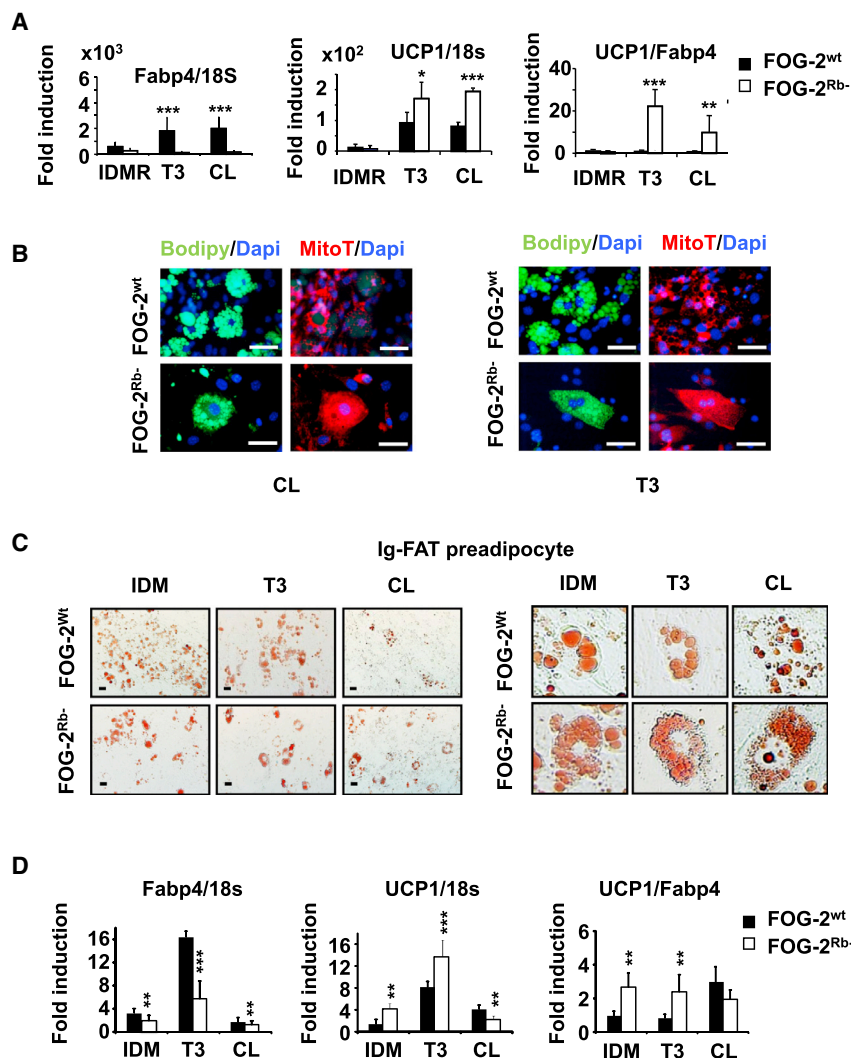 A
x10³
Fabp4/18S
Fold induction
6
4
2
0
***
***
IDMR T3 CL
x10²
UCP1/18s
Fold induction
2
1
0
*
***
IDMR T3 CL
UCP1/Fabp4
Fold induction
40
20
0
***
**
IDMR T3 CL
FOG-2wt
FOG-2Rb-
B
Bodipy/Dapi MitoT/Dapi
Bodipy/Dapi MitoT/Dapi
FOG-2wt
FOG-2Rb-
FOG-2wt
FOG-2Rb-
CL
T3
C
Ig-FAT preadipocyte
IDM T3 CL
IDM T3 CL
FOG-2Wt
FOG-2Rb-
FOG-2Wt
FOG-2Rb-
D
Fabp4/18s
Fold induction
16
12
8
4
0
**
***
**
IDM T3 CL
UCP1/18s
Fold induction
16
12
8
4
0
**
***
**
IDM T3 CL
UCP1/Fabp4
Fold induction
6
4
2
0
**
**
IDM T3 CL
FOG-2wt
FOG-2Rb-